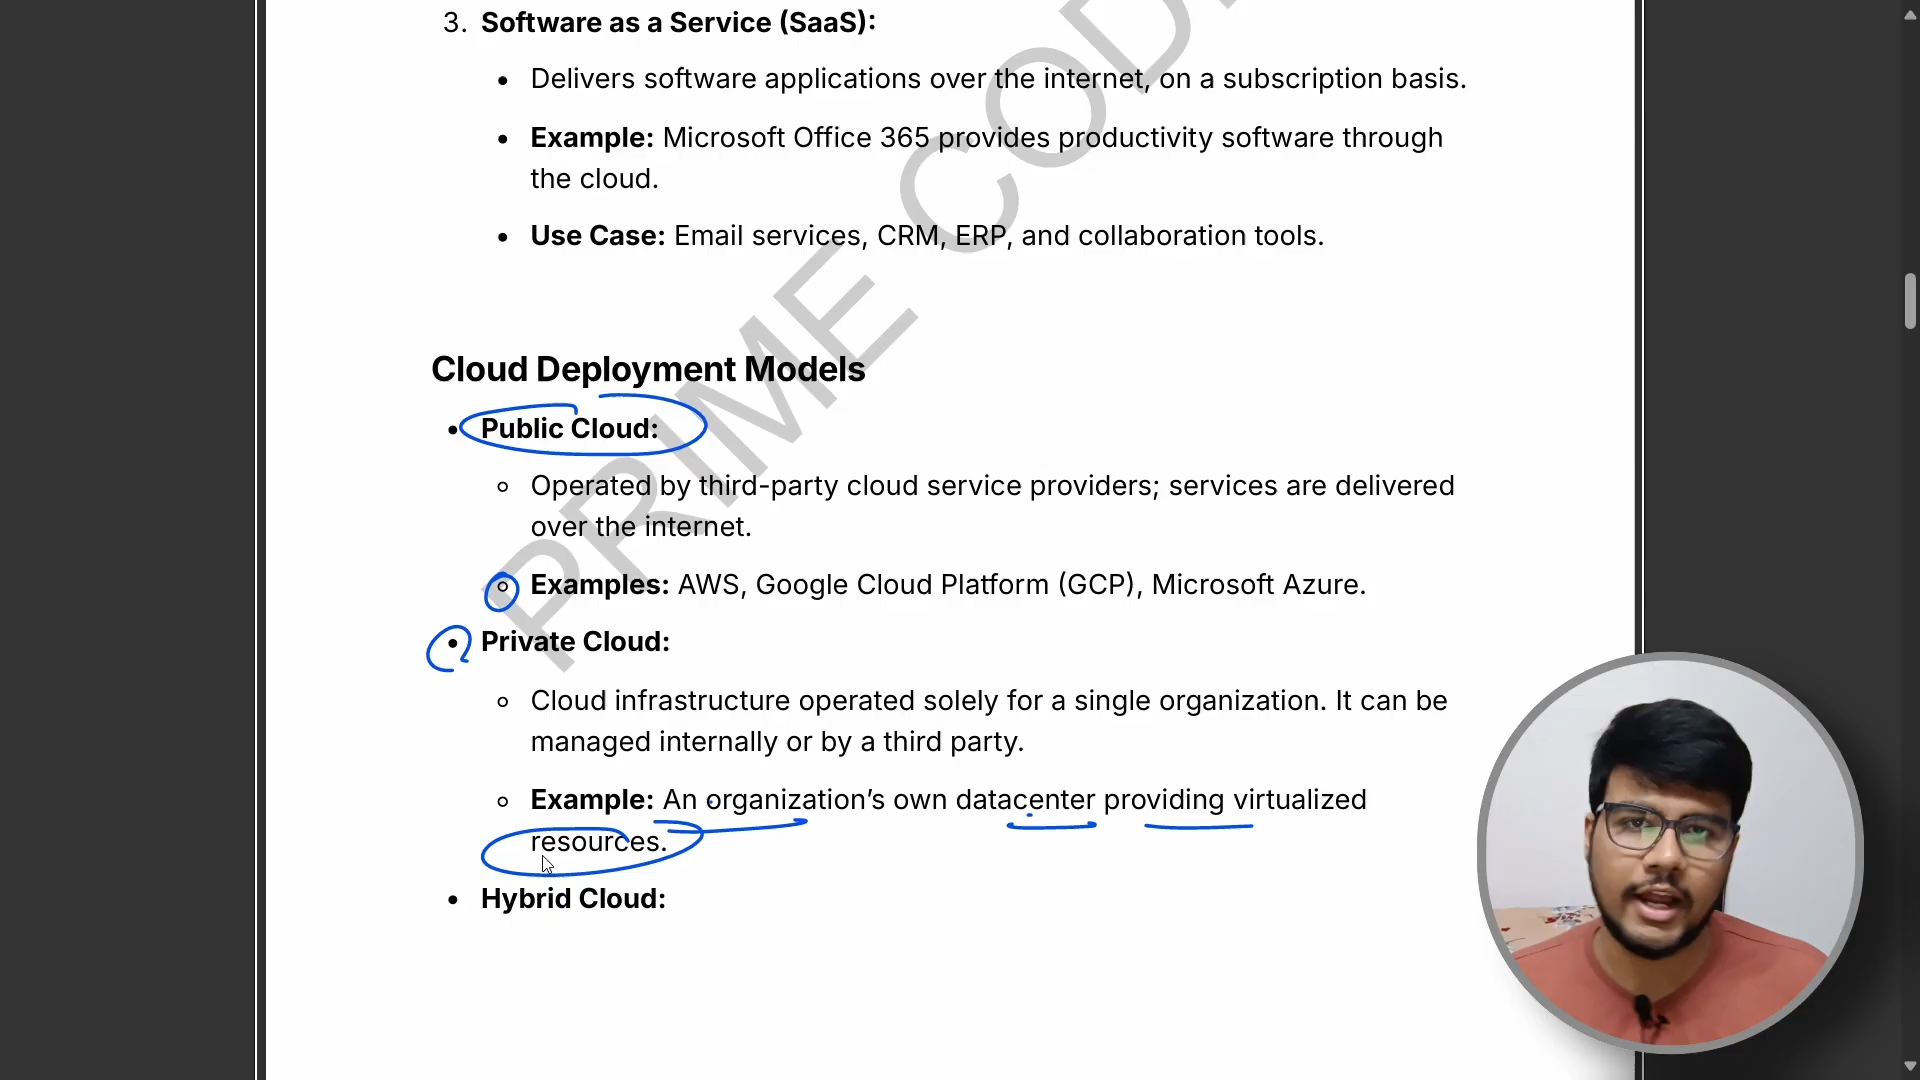 3. Software as a Service (SaaS):
• Delivers software applications over the internet, on a subscription basis.
• Example: Microsoft Office 365 provides productivity software through
the cloud.
• Use Case: Email services, CRM, ERP, and collaboration tools.
Cloud Deployment Models
• Public Cloud:
○ Operated by third-party cloud service providers; services are delivered
over the internet.
○ Examples: AWS, Google Cloud Platform (GCP), Microsoft Azure.
• Private Cloud:
○ Cloud infrastructure operated solely for a single organization. It can be
managed internally or by a third party.
○ Example: An organization’s own datacenter providing virtualized
resources.
• Hybrid Cloud:
PRIME COD